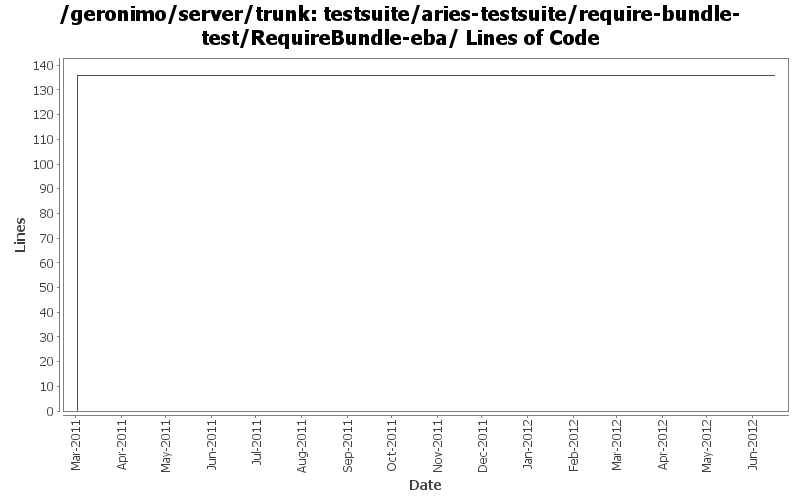 /geronimo/server/trunk: testsuite/aries-testsuite/require-bundle-
test/RequireBundle-eba/ Lines of Code
140
130
120
110
100
90
80
70
60
50
40
30
20
10
0
Lines
Mar-2011
Apr-2011
May-2011
Jun-2011
Jul-2011
Aug-2011
Sep-2011
Oct-2011
Nov-2011
Dec-2011
Jan-2012
Feb-2012
Mar-2012
Apr-2012
May-2012
Jun-2012
Date